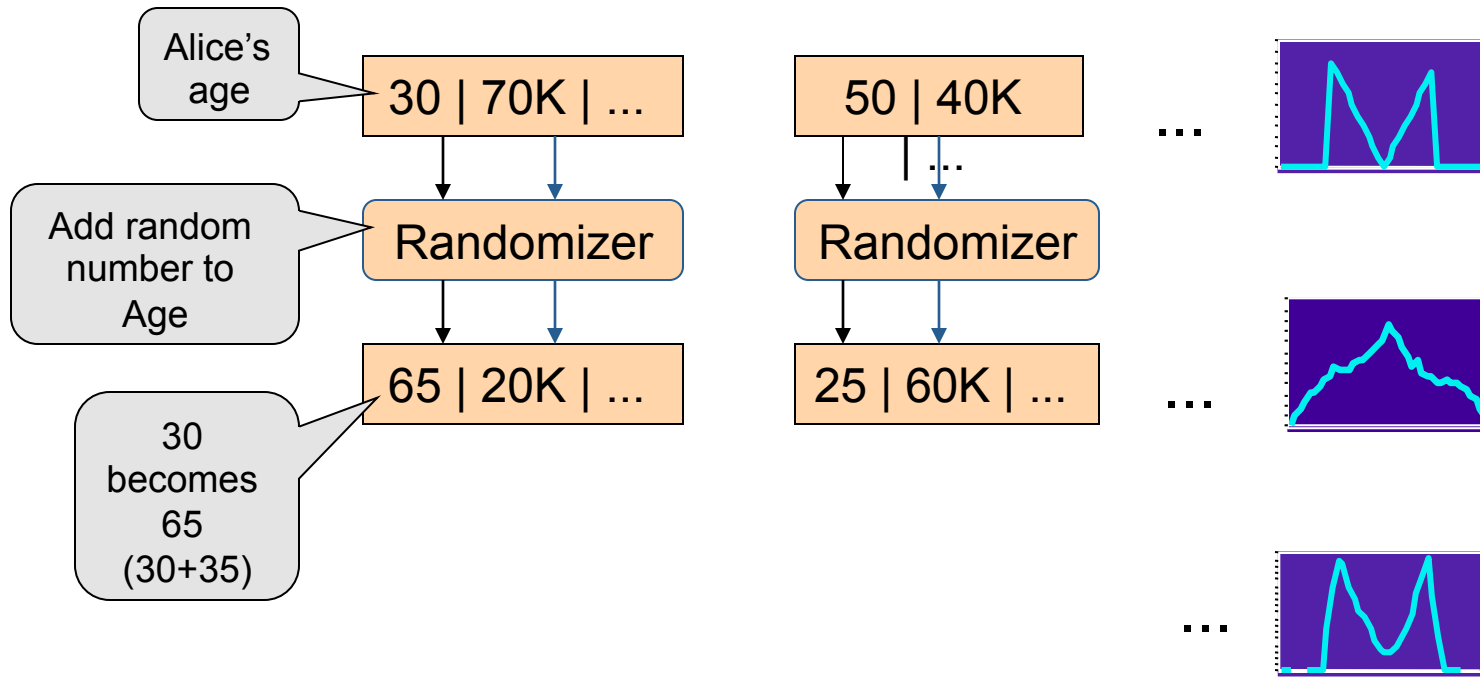 Alice’s
age
30 | 70K | ...
50 | 40K
| ...
...
Add random
number to
Age
Randomizer
Randomizer
30
becomes
65
(30+35)
65 | 20K | ...
25 | 60K | ...
...
...